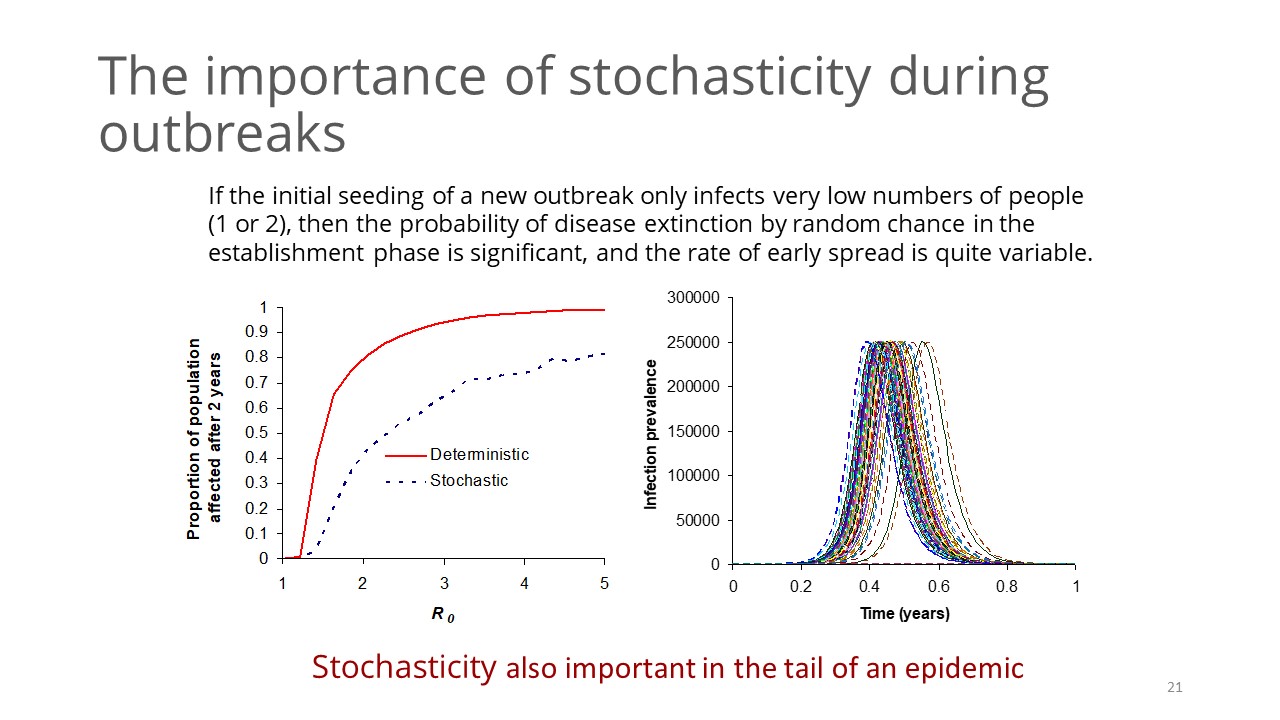 The importance of stochasticity during
outbreaks
If the initial seeding of a new outbreak only infects very low numbers of people
(1 or 2), then the probability of disease extinction by random chance in the
establishment phase is significant, and the rate of early spread is quite variable.
Proportion of population
affected after 2 years
1
0.9
0.8
0.7
0.6
0.5
0.4
0.3
0.2
0.1
0
1 2 3 4 5
R 0
Deterministic
Stochastic
Infection prevalence
300000
250000
200000
150000
100000
50000
0
0 0.2 0.4 0.6 0.8 1
Time (years)
Stochasticity also important in the tail of an epidemic
21